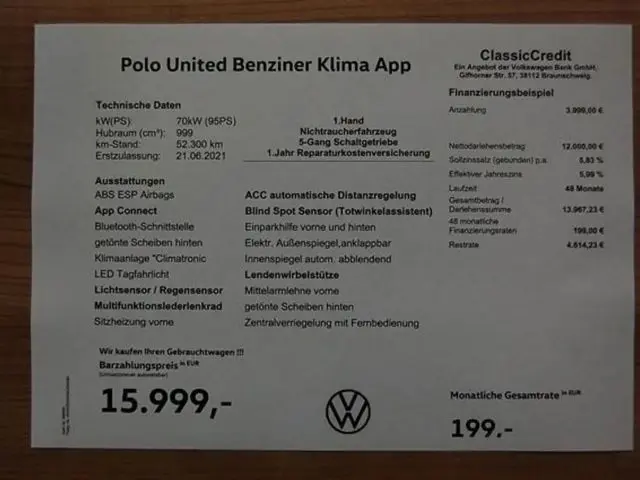 Polo United Benziner Klima App
ClassicCredit
Ein Angebot der Volkswagen Bank GmbH,
Gifhorner Str. 57, 38112 Braunschweig.
Finanzierungsbeispiel
Anzahlung 3.999,00 €
Nettodarlehensbetrag 12.000,00 €
Sollzinssatz (gebunden) p.a. 5,83 %
Effektiver Jahreszins 5,99 %
Laufzeit 48 Monate
Gesamtbetrag /
Darlehenssumme 13.967,23 €
48 monatliche
Finanzierungsraten 199,00 €
Restrate 4.614,23 €
Technische Daten
kW(PS): 70kW (95PS)
Hubraum (cm³): 999
km-Stand: 52.300 km
Erstzulassung: 21.06.2021
1.Hand
Nichtraucherfahrzeug
5-Gang Schaltgetriebe
1.Jahr Reparaturkostenversicherung
Ausstattungen
ABS ESP Airbags
App Connect
Bluetooth-Schnittstelle
getönte Scheiben hinten
Klimaanlage "Climatronic
LED Tagfahrlicht
Lichtsensor / Regensensor
Multifunktionslederlenkrad
Sitzheizung vorne
ACC automatische Distanzregelung
Blind Spot Sensor (Totwinkelassistent)
Einparkhilfe vorne und hinten
Elektr. Außenspiegel,anklappbar
Innenspiegel autom. abblendend
Lendenwirbelstütze
Mittelarmlehne vorne
getönte Scheiben hinten
Zentralverriegelung mit Fernbedienung
Wir kaufen Ihren Gebrauchtwagen !!!
Barzahlungspreis in EUR
15.999,-
Monatliche Gesamtrate in EUR
199.-